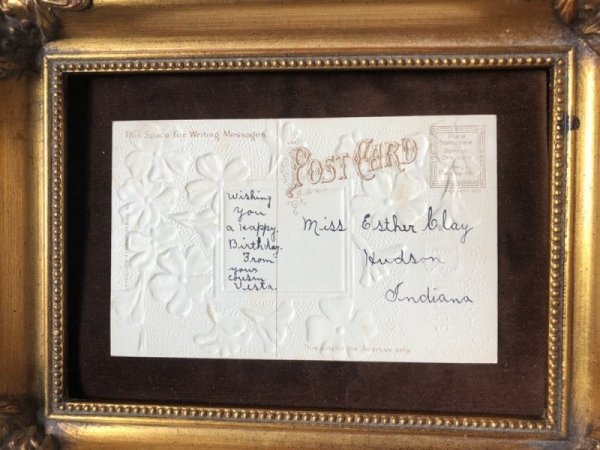 This Space For Writing Messages
POST CARD
Place
Wishing
you
a Happy
Birthday.
From
your
cousin
Vesta.
Miss Esther Clay
Hudson
Indiana
This side for the Address only